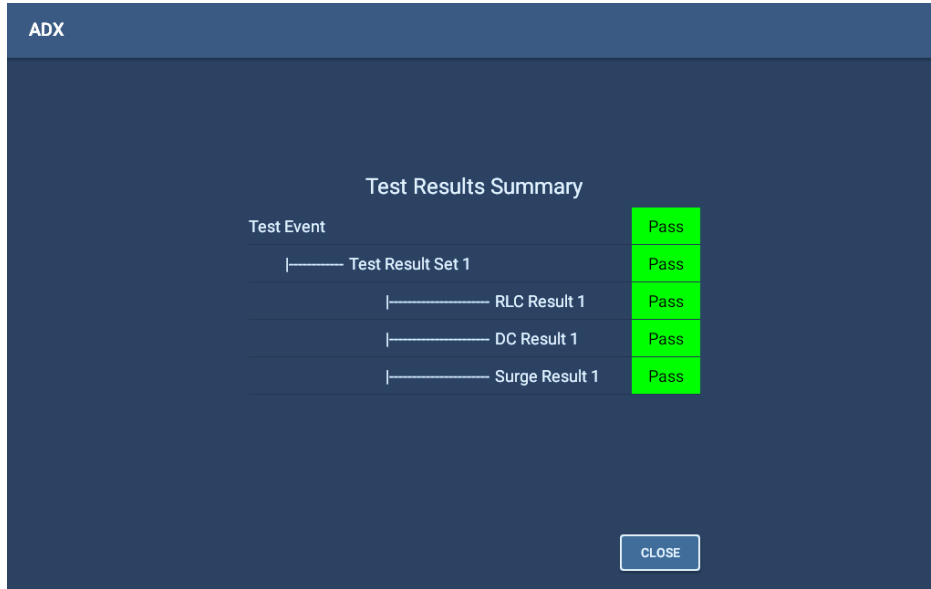 ADX
Test Results Summary
Test Event Pass
|------------ Test Result Set 1 Pass
|---------------------- RLC Result 1 Pass
|---------------------- DC Result 1 Pass
|---------------------- Surge Result 1 Pass
CLOSE